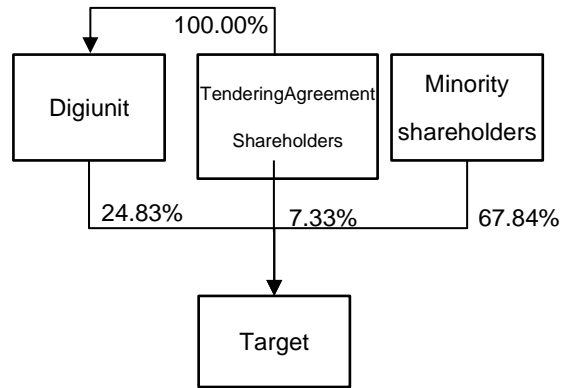 100.00%
Digiunit
TenderingAgreement
Shareholders
Minority
shareholders
24.83%
7.33%
67.84%
Target